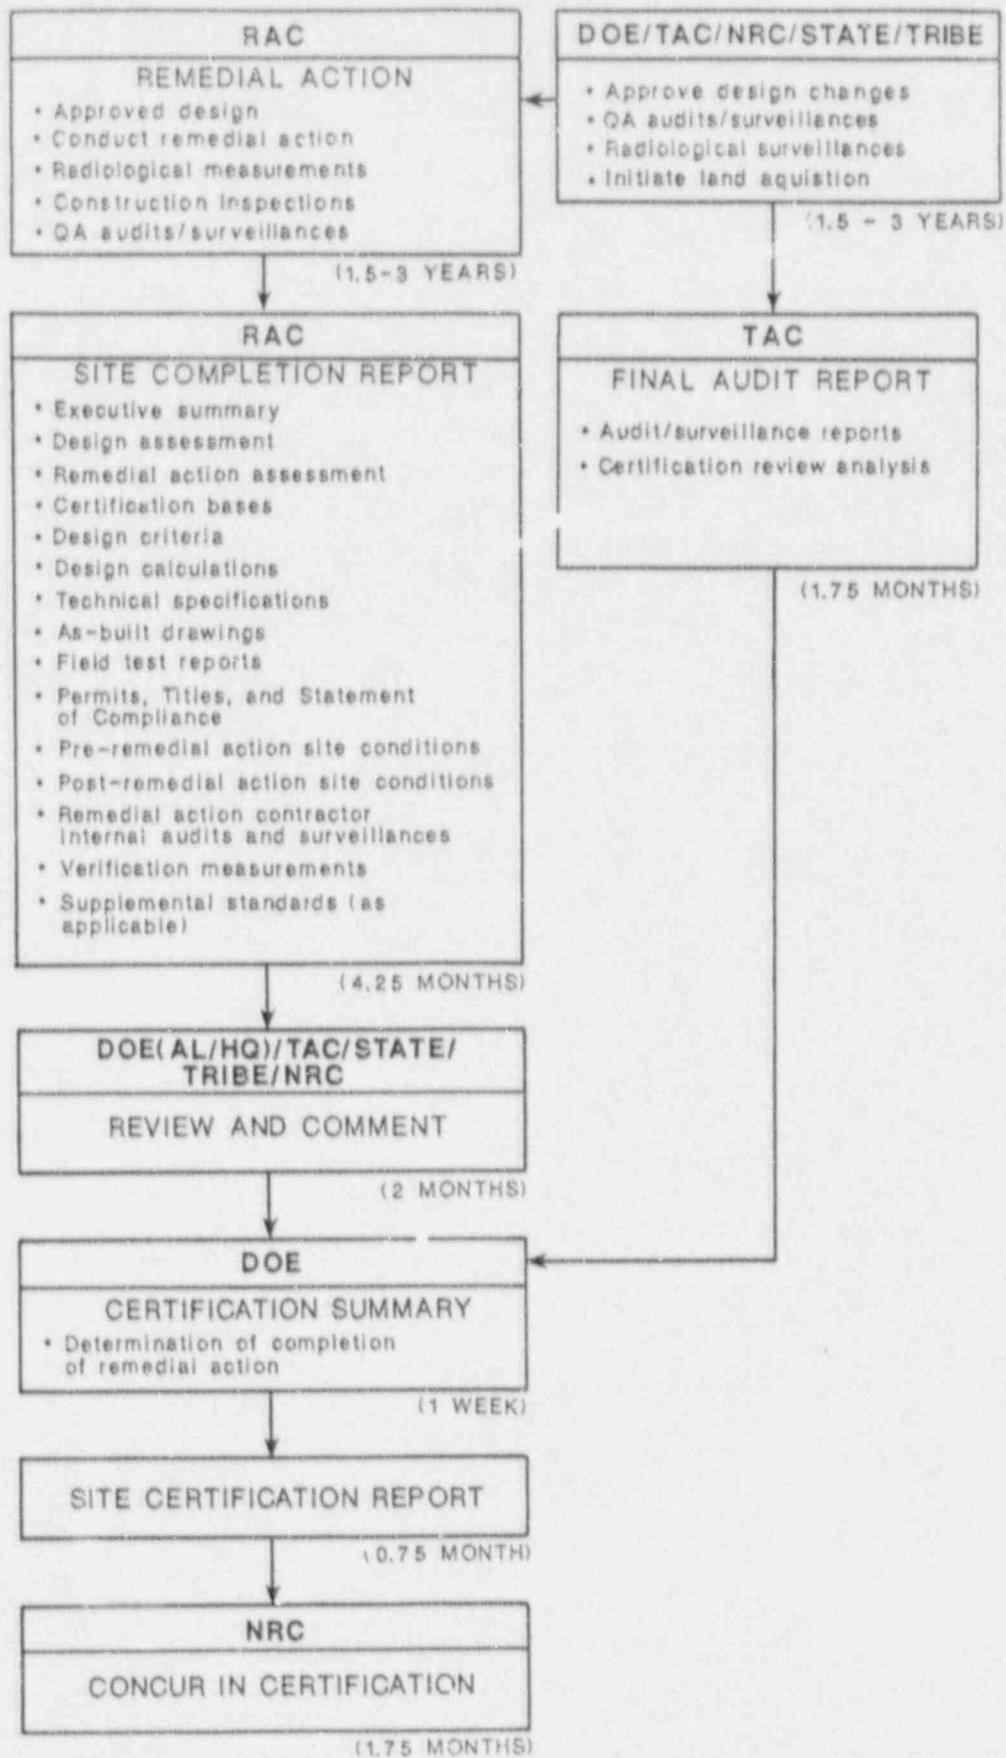 RAC
REMEDIAL ACTION
• Approved design
• Conduct remedial action
• Radiological measurements
• Construction inspections
• QA audits/surveillances
(1.5-3 YEARS)
DOE/TAC/NRC/STATE/TRIBE
• Approve design changes
• QA audits/surveillances
• Radiological surveillances
• Initiate land aquistion
(1.5 - 3 YEARS)
RAC
SITE COMPLETION REPORT
• Executive summary
• Design assessment
• Remedial action assessment
• Certification bases
• Design criteria
• Design calculations
• Technical specifications
• As-built drawings
• Field test reports
• Permits, Titles, and Statement
of Compliance
• Pre-remedial action site conditions
• Post-remedial action site conditions
• Remedial action contractor
internal audits and surveillances
• Verification measurements
• Supplemental standards (as
applicable)
(4.25 MONTHS)
TAC
FINAL AUDIT REPORT
• Audit/surveillance reports
• Certification review analysis
(1.75 MONTHS)
DOE(AL/HQ)/TAC/STATE/
TRIBE/NRC
REVIEW AND COMMENT
(2 MONTHS)
DOE
CERTIFICATION SUMMARY
• Determination of completion
of remedial action
(1 WEEK)
SITE CERTIFICATION REPORT
(0.75 MONTH)
NRC
CONCUR IN CERTIFICATION
(1.75 MONTHS)